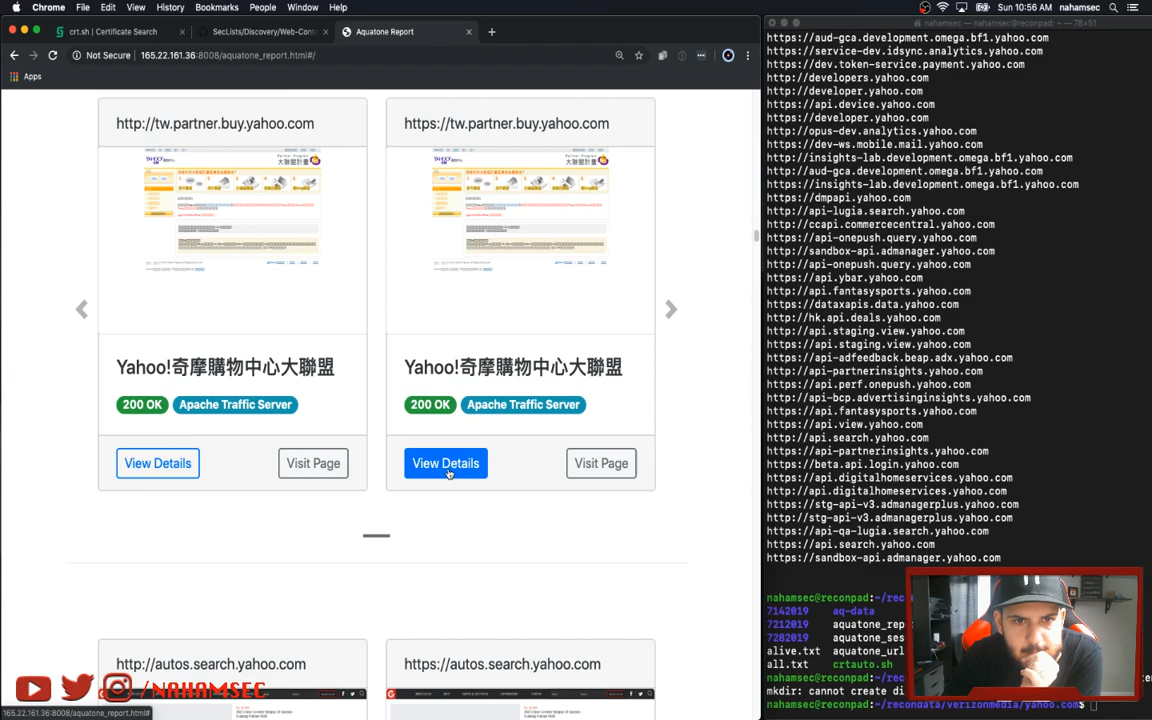 Chrome File Edit View History Bookmarks People Window Help
Sun 10:56 AM nahamsec
crt.sh | Certificate Search
SecLists/Discovery/Web-Cont
Aquatone Report
Not Secure | 165.22.161.36:8008/aquatone_report.html#/
Apps
http://tw.partner.buy.yahoo.com
Yahoo!奇摩購物中心大聯盟
200 OK Apache Traffic Server
View Details Visit Page
https://tw.partner.buy.yahoo.com
Yahoo!奇摩購物中心大聯盟
200 OK Apache Traffic Server
View Details Visit Page
http://autos.search.yahoo.com
https://autos.search.yahoo.com
/NAHAMSEC
165.22.161.36:8008/aquatone_report.html#
nahamsec@reconpad: ~ — 78×51
https://aud-gca.development.omega.bf1.yahoo.com
https://service-dev.idsync.analytics.yahoo.com
https://dev.token-service.payment.yahoo.com
http://developers.yahoo.com
http://developer.yahoo.com
https://api.device.yahoo.com
https://developer.yahoo.com
http://opus-dev.analytics.yahoo.com
https://dev-ws.mobile.mail.yahoo.com
http://insights-lab.development.omega.bf1.yahoo.com
http://aud-gca.development.omega.bf1.yahoo.com
https://insights-lab.development.omega.bf1.yahoo.com
http://dmpapi.yahoo.com
http://api-lugia.search.yahoo.com
http://ccapi.commercecentral.yahoo.com
http://api-onepush.query.yahoo.com
http://sandbox-api.admanager.yahoo.com
https://api-onepush.query.yahoo.com
http://api.ybar.yahoo.com
http://api.fantasysports.yahoo.com
https://dataxapis.data.yahoo.com
http://hk.api.deals.yahoo.com
http://api.staging.view.yahoo.com
https://api.staging.view.yahoo.com
http://api-adfeedback.beap.adx.yahoo.com
http://api-partnerinsights.yahoo.com
https://api.perf.onepush.yahoo.com
http://api-bcp.advertisinginsights.yahoo.com
https://api.fantasysports.yahoo.com
http://api.view.yahoo.com
http://api.search.yahoo.com
https://api-partnerinsights.yahoo.com
https://beta.api.login.yahoo.com
https://api.digitalhomeservices.yahoo.com
http://api.digitalhomeservices.yahoo.com
https://stg-api-v3.admanagerplus.yahoo.com
http://stg-api-v3.admanagerplus.yahoo.com
http://api-qa-lugia.search.yahoo.com
https://api.search.yahoo.com
https://sandbox-api.admanager.yahoo.com
nahamsec@reconpad:~/
7142019 aq-data
7212019
7282019
alive.txt
all.txt crtauto.sh
nahamsec@reconpad:~/
mkdir: cannot create
~/recondata/verizonmedia/yahoo.com$